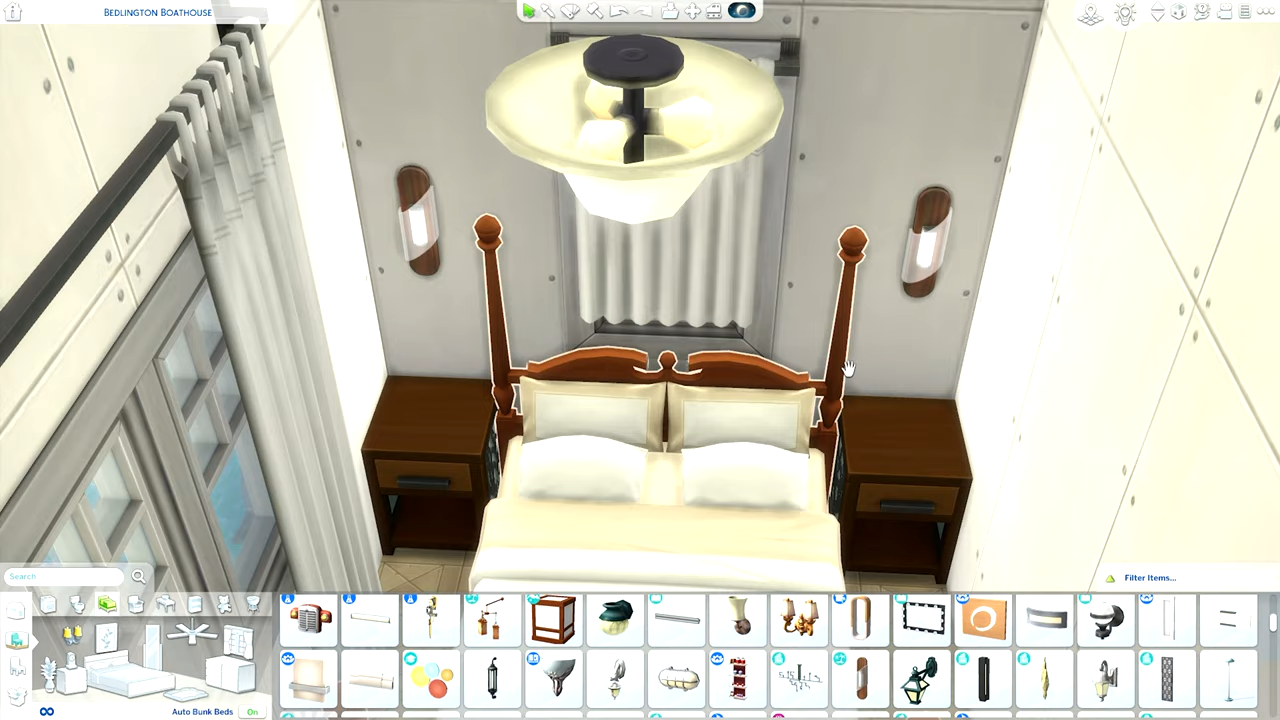 BEDLINGTON BOATHOUSE
Search
Filter Items...
Auto Bunk Beds
On